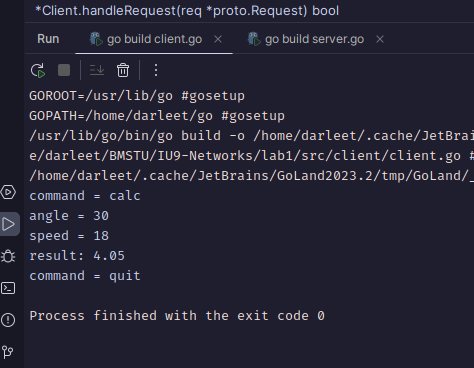 *Client.handleRequest(req *proto.Request) bool
Run go build client.go × go build server.go ×
GOROOT=/usr/lib/go #gosetup
GOPATH=/home/darleet/go #gosetup
/usr/lib/go/bin/go build -o /home/darleet/.cache/JetBrai
e/darleet/BMSTU/IU9-Networks/lab1/src/client/client.go #
/home/darleet/.cache/JetBrains/GoLand2023.2/tmp/GoLand/_
command = calc
angle = 30
speed = 18
result: 4.05
command = quit
Process finished with the exit code 0